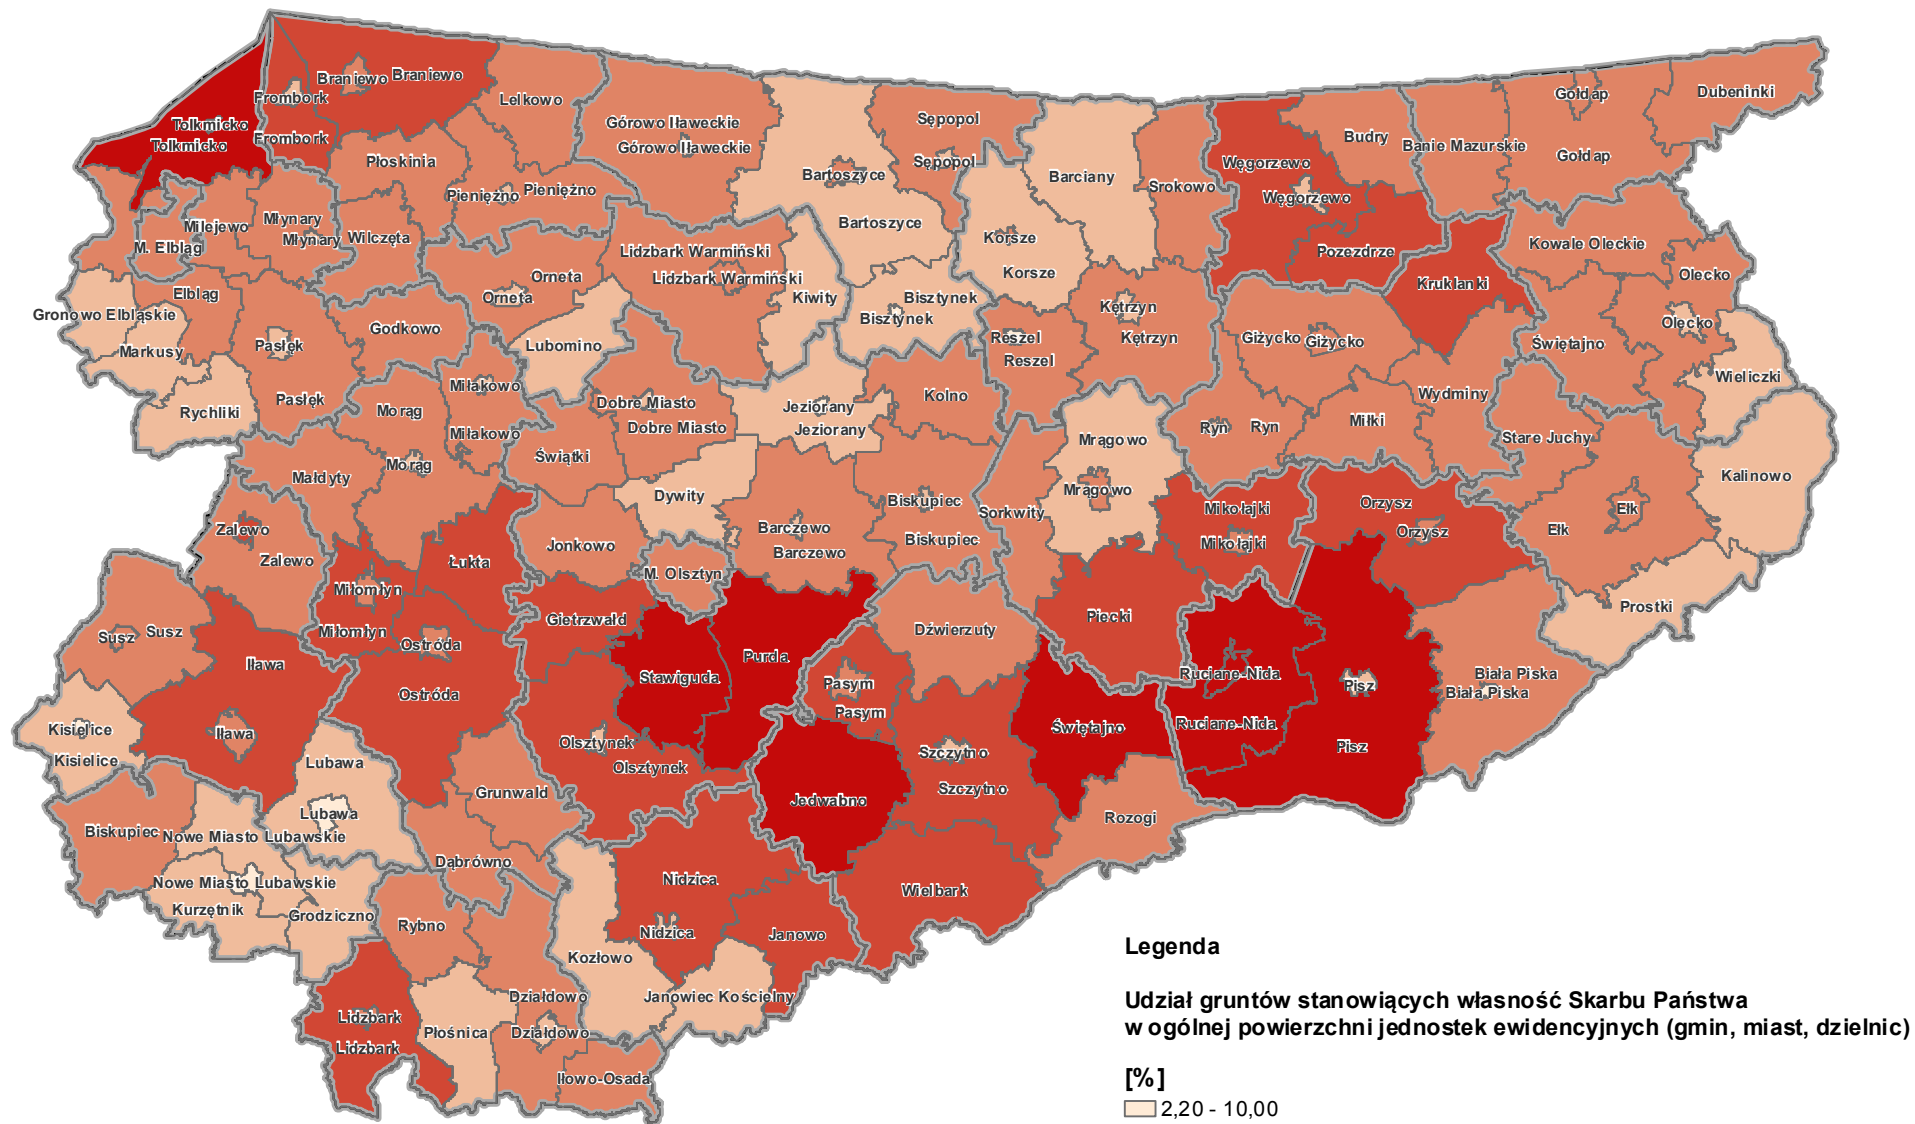 Braniewo
Braniewo
Frombork
Lelkowo
Tolkmicko
Frombork
Tolkmicko
Płoskinia
Górowo Iławeckie
Górowo Iławeckie
Sępopol
Sępopol
Bartoszyce
Bartoszyce
Barciany
Srokowo
Węgorzewo
Węgorzewo
Budry
Banie Mazurskie
Gołdap
Gołdap
Dubeninki
Pieniężno
Pieniężno
Milejewo
Młynary
Młynary
Wilczęta
M. Elbląg
Elbląg
Gronowo Elbląskie
Markusy
Pasłęk
Pasłęk
Rychliki
Godkowo
Orneta
Orneta
Lubomino
Lidzbark Warmiński
Lidzbark Warmiński
Kiwity
Bisztynek
Bisztynek
Korsze
Korsze
Kętrzyn
Kętrzyn
Reszel
Reszel
Pozezdrze
Kruklanki
Giżycko
Giżycko
Kowale Oleckie
Olecko
Olecko
Świętajno
Wieliczki
Wydminy
Miłki
Ryn
Ryn
Stare Juchy
Kalinowo
Ełk
Ełk
Prostki
Miłakowo
Miłakowo
Morąg
Morąg
Małdyty
Dobre Miasto
Dobre Miasto
Świątki
Jeziorany
Jeziorany
Kolno
Mrągowo
Mrągowo
Dywity
Biskupiec
Biskupiec
Sorkwity
Barczewo
Barczewo
Mikołajki
Mikołajki
Orzysz
Orzysz
Zalewo
Zalewo
Łukta
Jonkowo
M. Olsztyn
Miłomłyn
Miłomłyn
Gietrzwałd
Ostróda
Ostróda
Susz
Susz
Iława
Iława
Stawiguda
Purda
Dźwierzuty
Piecki
Pasym
Pasym
Ruciane-Nida
Ruciane-Nida
Pisz
Pisz
Biała Piska
Biała Piska
Świętajno
Kisielice
Kisielice
Olsztynek
Olsztynek
Szczytno
Szczytno
Jedwabno
Rozogi
Lubawa
Lubawa
Grunwald
Dąbrówno
Biskupiec
Nowe Miasto Lubawskie
Nowe Miasto Lubawskie
Kurzętnik
Grodziczno
Rybno
Nidzica
Nidzica
Wielbark
Janowo
Kozłowo
Janowiec Kościelny
Działdowo
Działdowo
Lidzbark
Lidzbark
Płośnica
Iłowo-Osada
Legenda
Udział gruntów stanowiących własność Skarbu Państwa
w ogólnej powierzchni jednostek ewidencyjnych (gmin, miast, dzielnic)
[%]
2,20 - 10,00